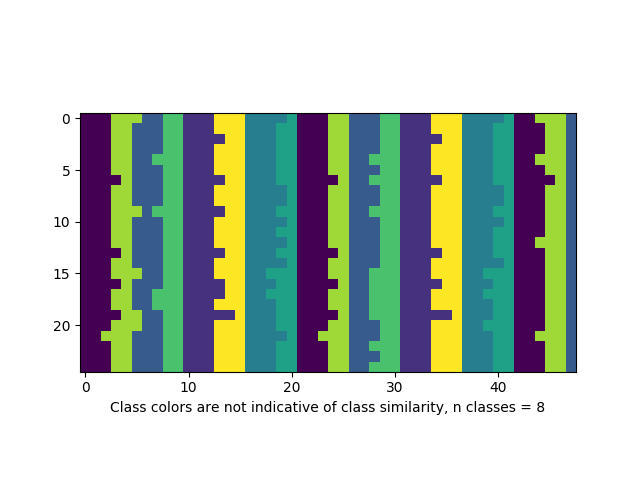 0
5
10
15
20
0 10 20 30 40
Class colors are not indicative of class similarity, n classes = 8